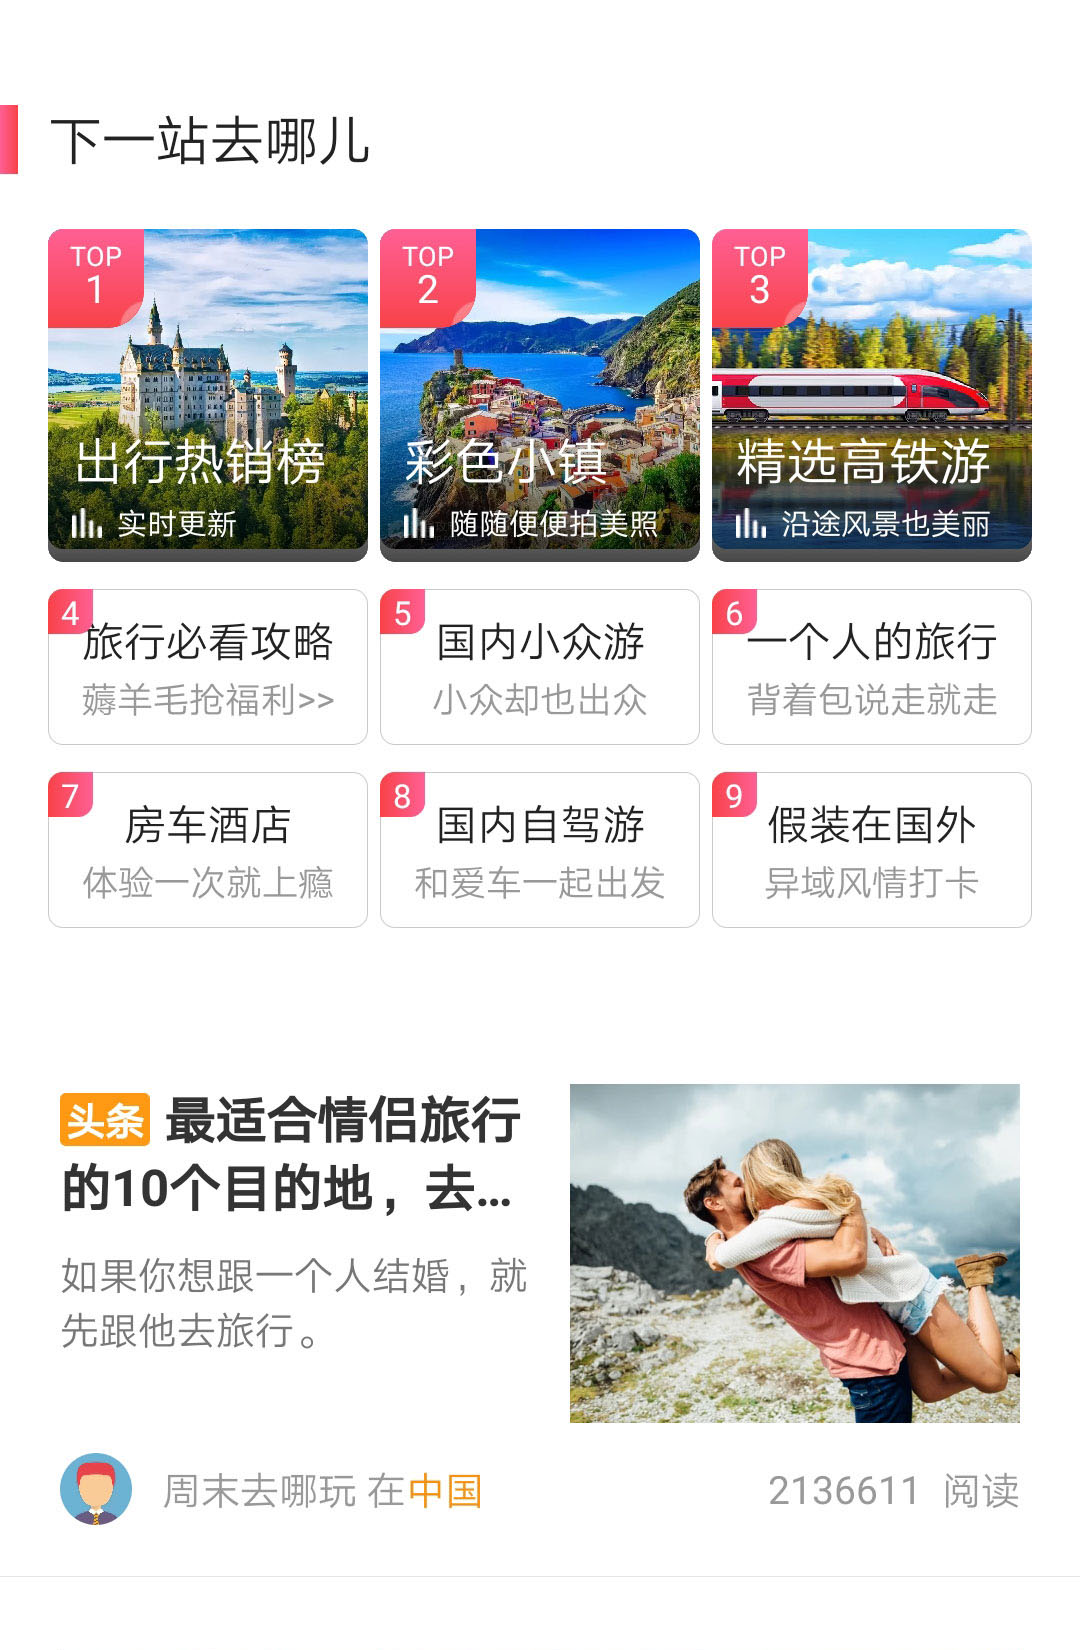 下一站去哪儿
TOP
1
TOP
2
TOP
3
出行热销榜
彩色小镇
精选高铁游
实时更新
随随便便拍美照
沿途风景也美丽
4
旅行必看攻略
薅羊毛抢福利>>
5
国内小众游
小众却也出众
6
一个人的旅行
背着包说走就走
7
房车酒店
体验一次就上瘾
8
国内自驾游
和爱车一起出发
9
假装在国外
异域风情打卡
头条 最适合情侣旅行
的10个目的地，去...
如果你想跟一个人结婚，就
先跟他去旅行。
周末去哪玩 在中国
2136611 阅读